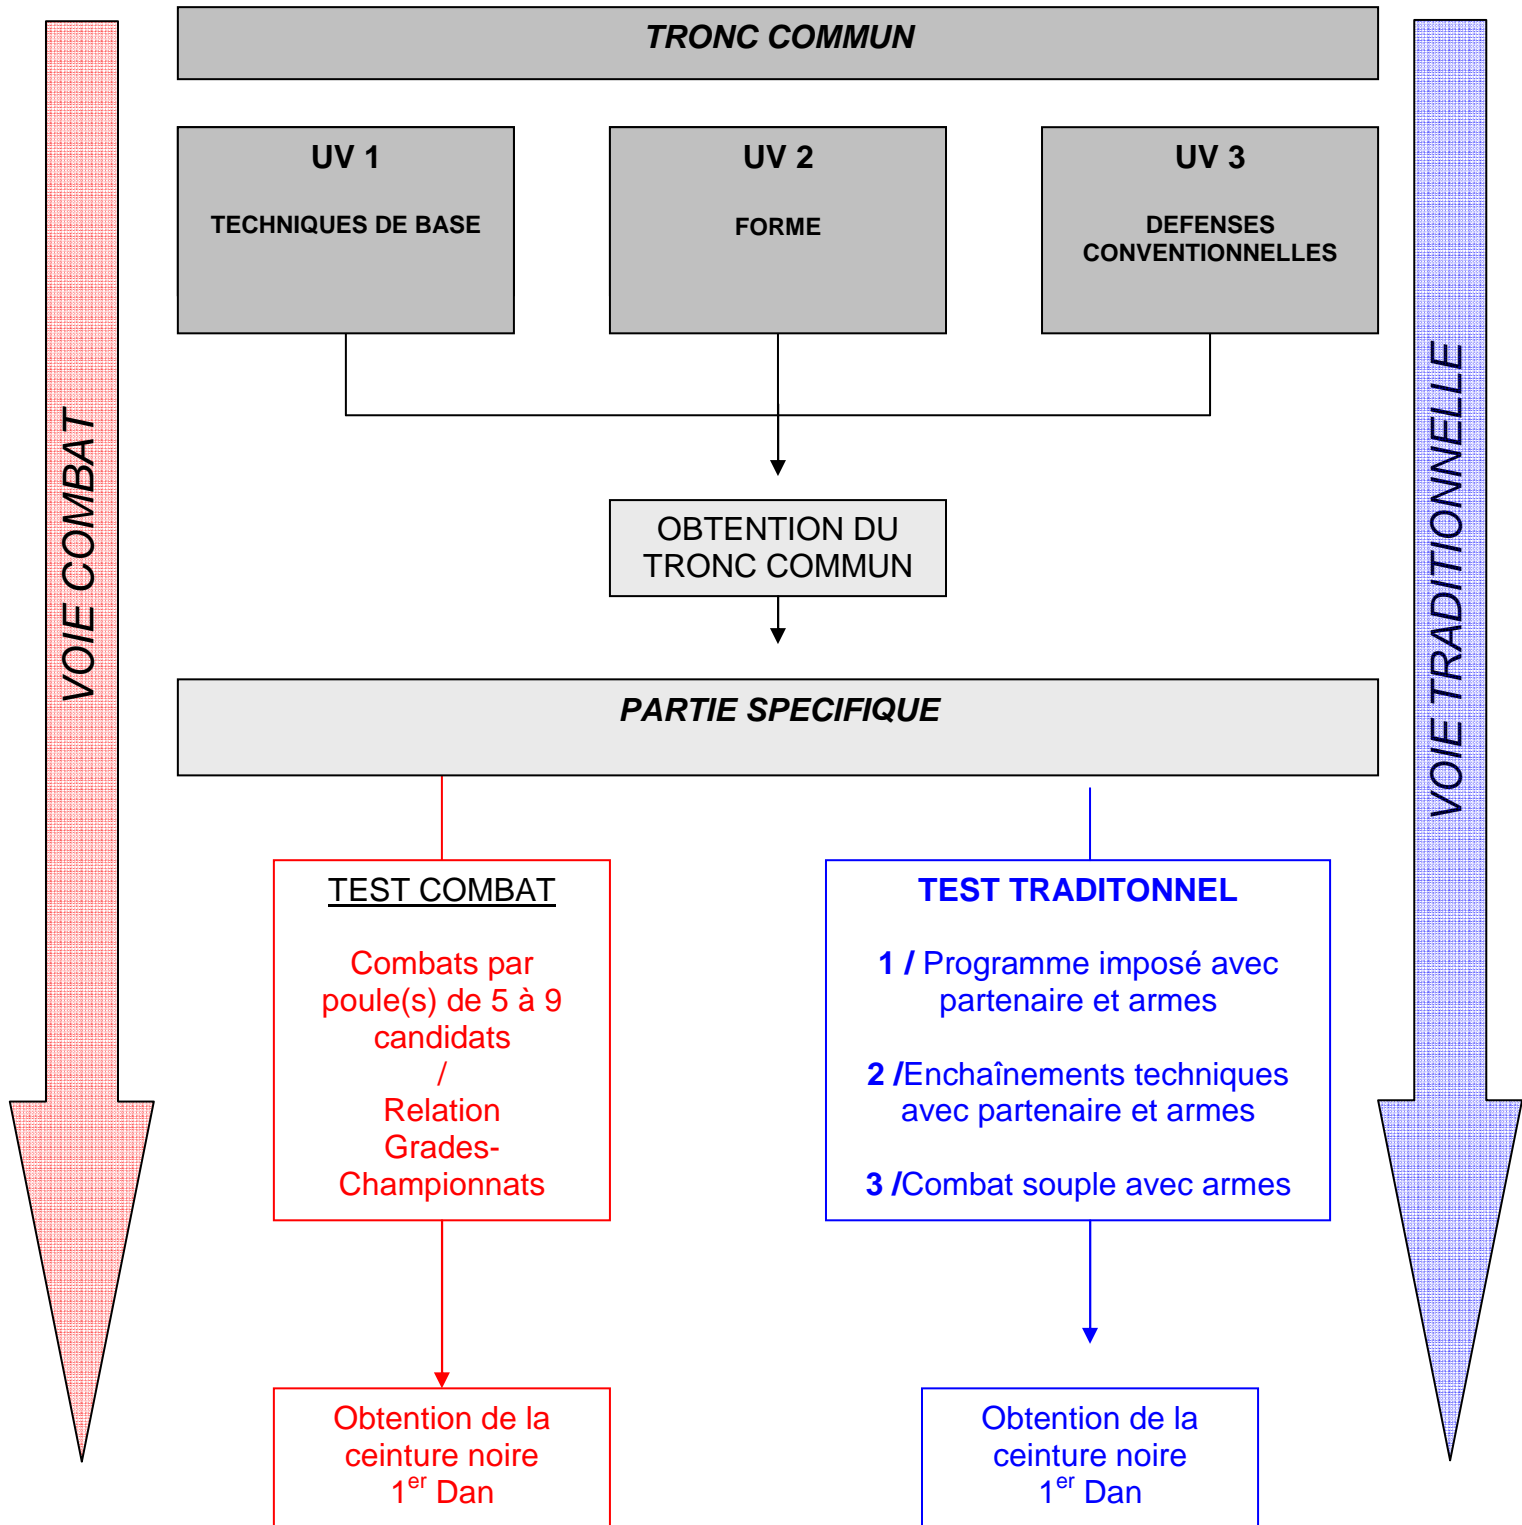 TRONC COMMUN
UV 1
TECHNIQUES DE BASE
UV 2
FORME
UV 3
DEFENSES
CONVENTIONNELLES
VOIE COMBAT
VOIE TRADITIONNELLE
OBTENTION DU
TRONC COMMUN
PARTIE SPECIFIQUE
TEST COMBAT
Combats par
poule(s) de 5 à 9
candidats
/
Relation
Grades-
Championnats
TEST TRADITONNEL
1 / Programme imposé avec
partenaire et armes
2 /Enchaînements techniques
avec partenaire et armes
3 /Combat souple avec armes
Obtention de la
ceinture noire
1er Dan
Obtention de la
ceinture noire
1er Dan